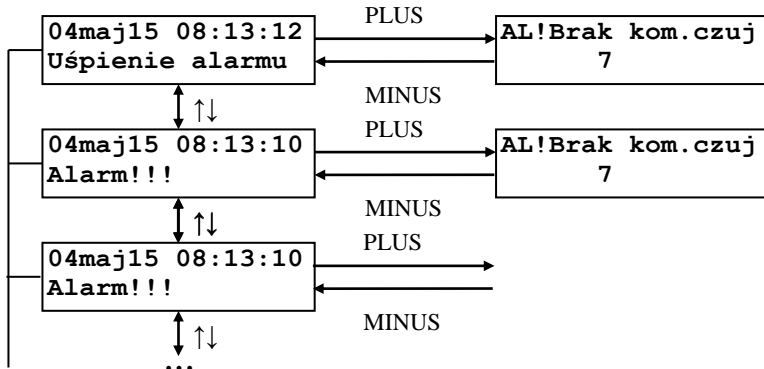 PLUS
04maj15 08:13:12
Uśpienie alarmu
AL!Brak kom.czuj
7
MINUS
↑↓
PLUS
04maj15 08:13:10
Alarm!!!
AL!Brak kom.czuj
7
MINUS
↑↓
PLUS
04maj15 08:13:10
Alarm!!!
MINUS
↑↓
...